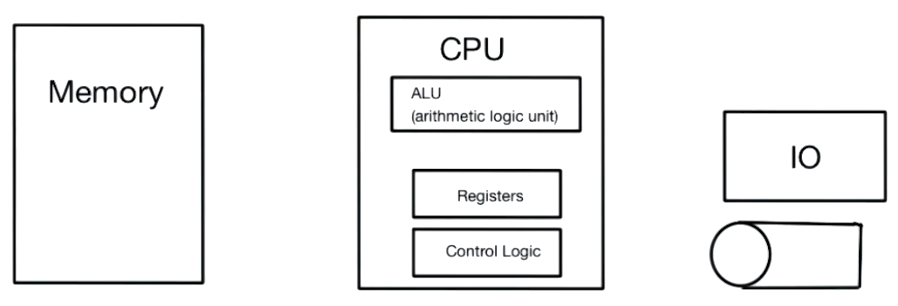 Memory
CPU
ALU
(arithmetic logic unit)
Registers
Control Logic
IO